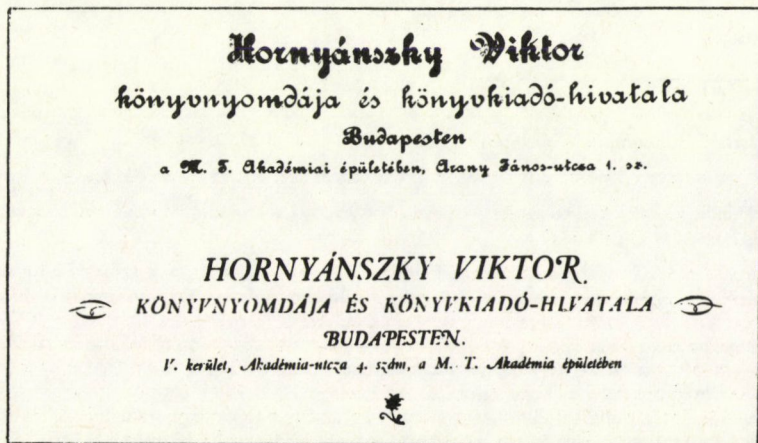 Hornyánszky Viktor
könyvnyomdája és könyvkiadó-hivatala
Budapesten
a M. T. Akadémiai épületében, Arany János-utcza 1. sz.
HORNYÁNSZKY VIKTOR.
KÖNYVNYOMDÁJA ÉS KÖNYVKIADÓ-HIVATALA
BUDAPESTEN.
V. kerület, Akadémia-utcza 4. szám, a M. T. Akadémia épületében